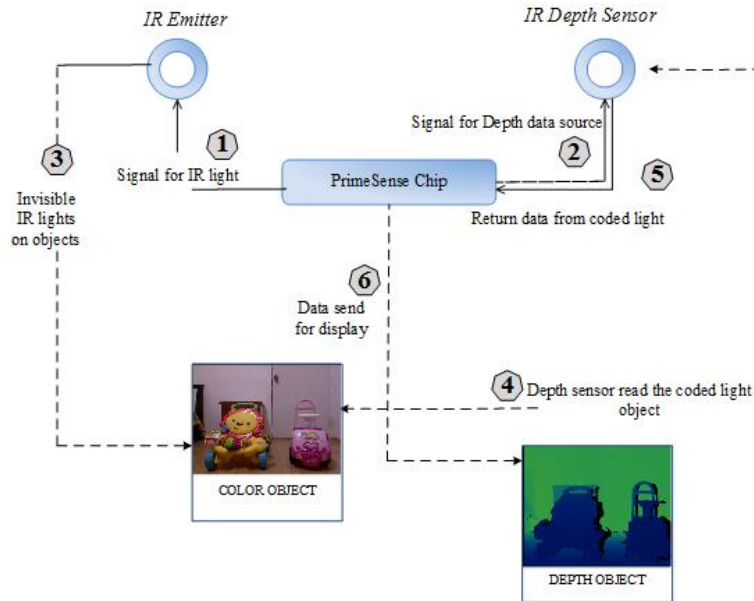 IR Emitter
IR Depth Sensor
1
Signal for IR light
Signal for Depth data source
2
3
Invisible
IR lights
on objects
PrimeSense Chip
5
Return data from coded light
6
Data send
for display
4
Depth sensor read the coded light
object
COLOR OBJECT
DEPTH OBJECT